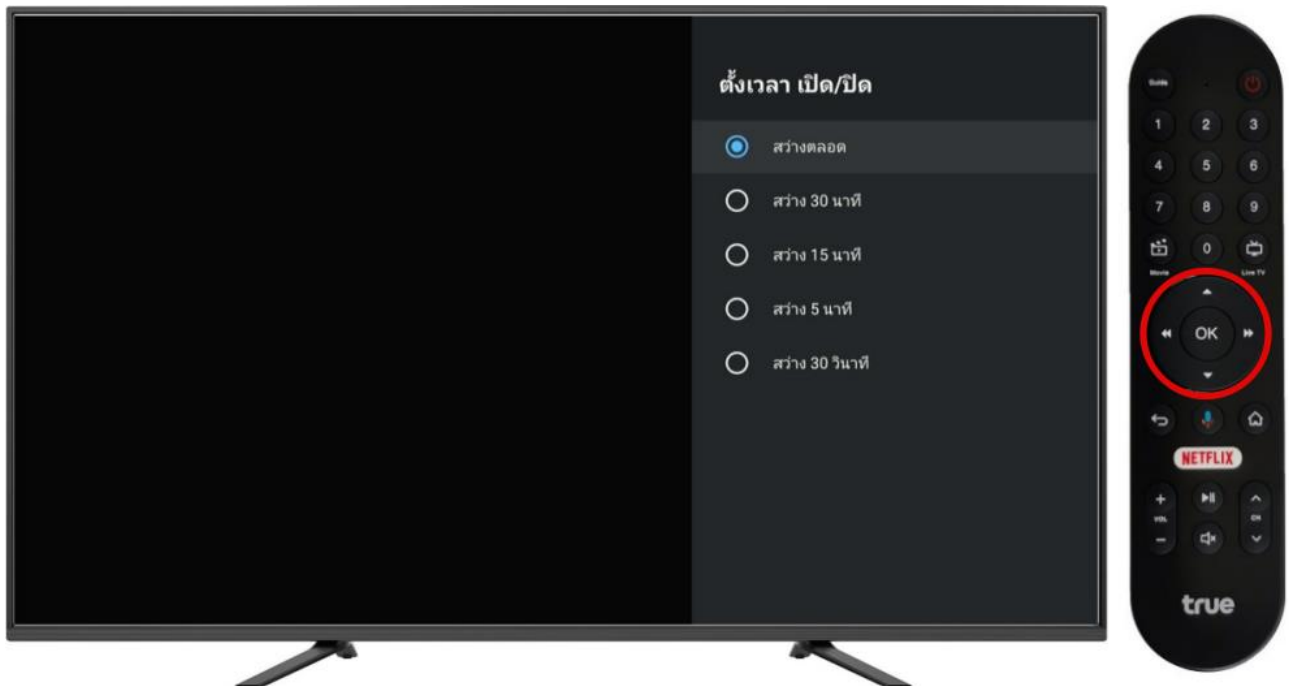 ตั้งเวลา เปิด/ปิด
สว่างตลอด
สว่าง 30 นาที
สว่าง 15 นาที
สว่าง 5 นาที
สว่าง 30 วินาที
Guide
1 2 3
4 5 6
7 8 9
0
Movie Live TV
OK
NETFLIX
+
VOL CH
-
true